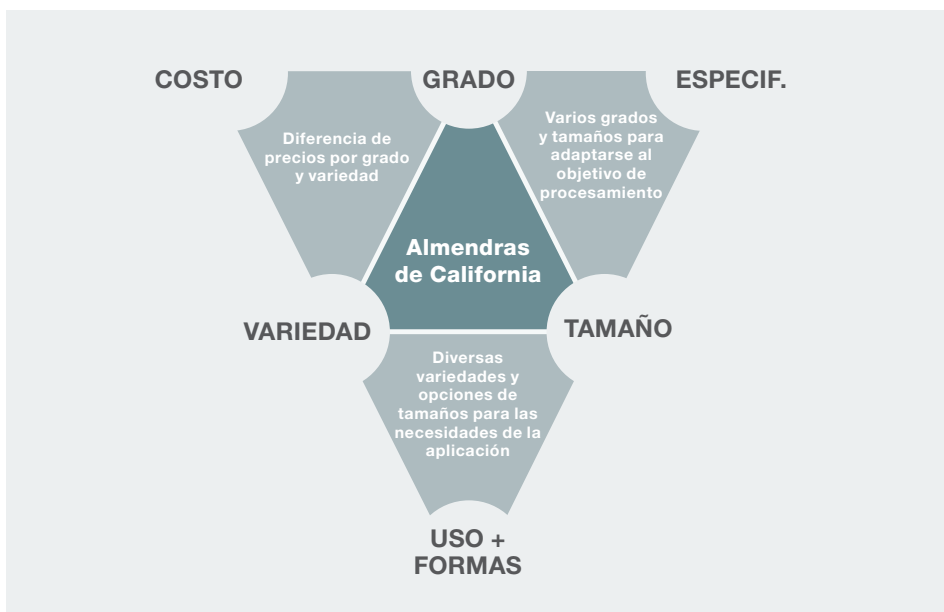 COSTO
GRADO
ESPECIF.
Diferencia de
precios por grado
y variedad
Varios grados
y tamaños para
adaptarse al
objetivo de
procesamiento
Almendras
de California
VARIEDAD
TAMAÑO
Diversas
variedades y
opciones de
tamaños para las
necesidades de la
aplicación
USO +
FORMAS